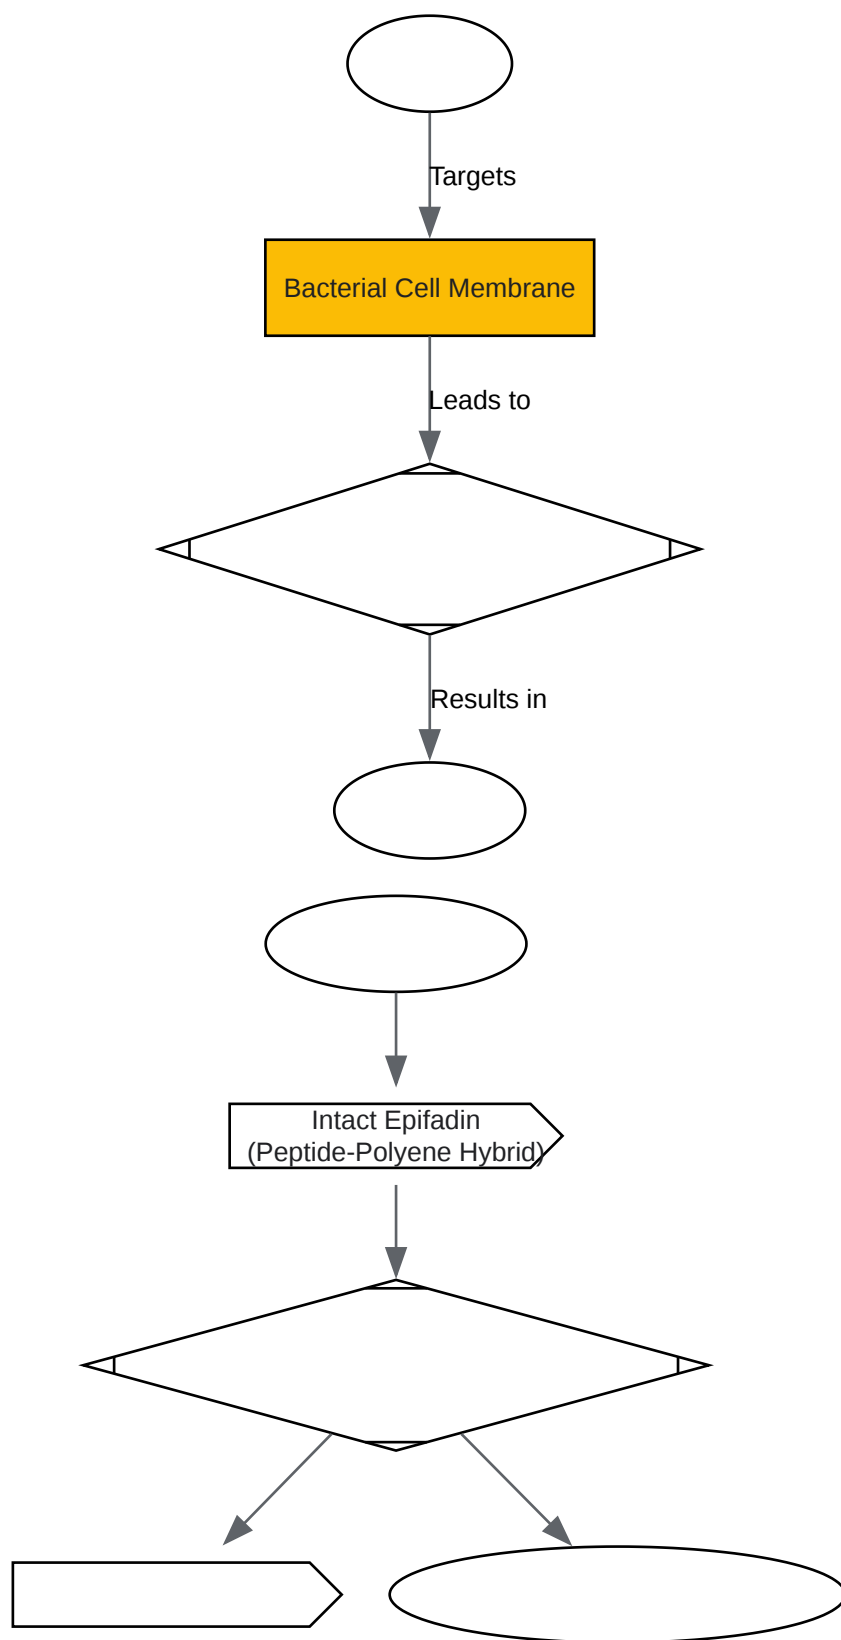 Targets
Bacterial Cell Membrane
Leads to
Results in
Intact Epifadin
(Peptide-Polyene Hybrid)